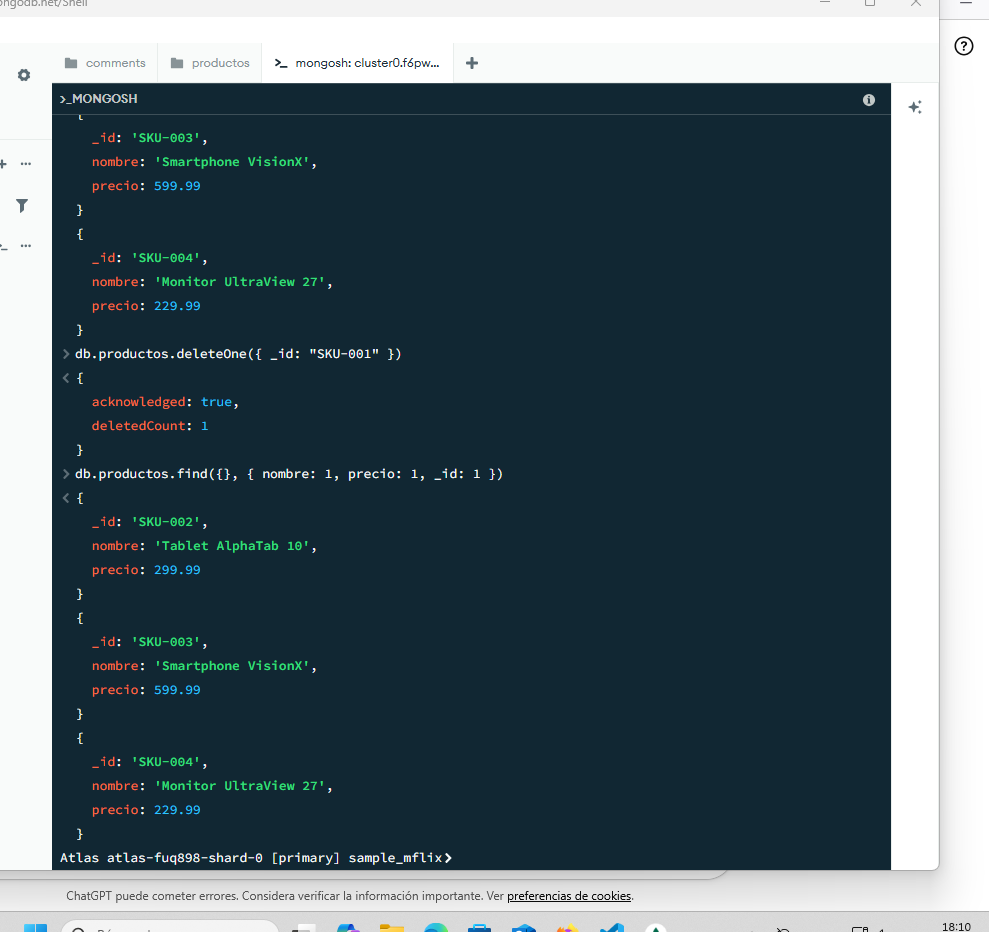 ongodb.net/Shell
comments
products
>_ mongosh: cluster0.f6pw...
+
>_MONGOSH
{
_id: 'SKU-003',
nombre: 'Smartphone VisionX',
precio: 599.99
}
{
_id: 'SKU-004',
nombre: 'Monitor UltraView 27',
precio: 229.99
}
> db.productos.deleteOne({ _id: "SKU-001" })
< {
acknowledged: true,
deletedCount: 1
}
> db.productos.find({}, { nombre: 1, precio: 1, _id: 1 })
< {
_id: 'SKU-002',
nombre: 'Tablet AlphaTab 10',
precio: 299.99
}
{
_id: 'SKU-003',
nombre: 'Smartphone VisionX',
precio: 599.99
}
{
_id: 'SKU-004',
nombre: 'Monitor UltraView 27',
precio: 229.99
}
Atlas atlas-fuq898-shard-0 [primary] sample_mflix>
ChatGPT puede cometer errores. Considera verificar la información importante. Ver preferencias de cookies.
18:10